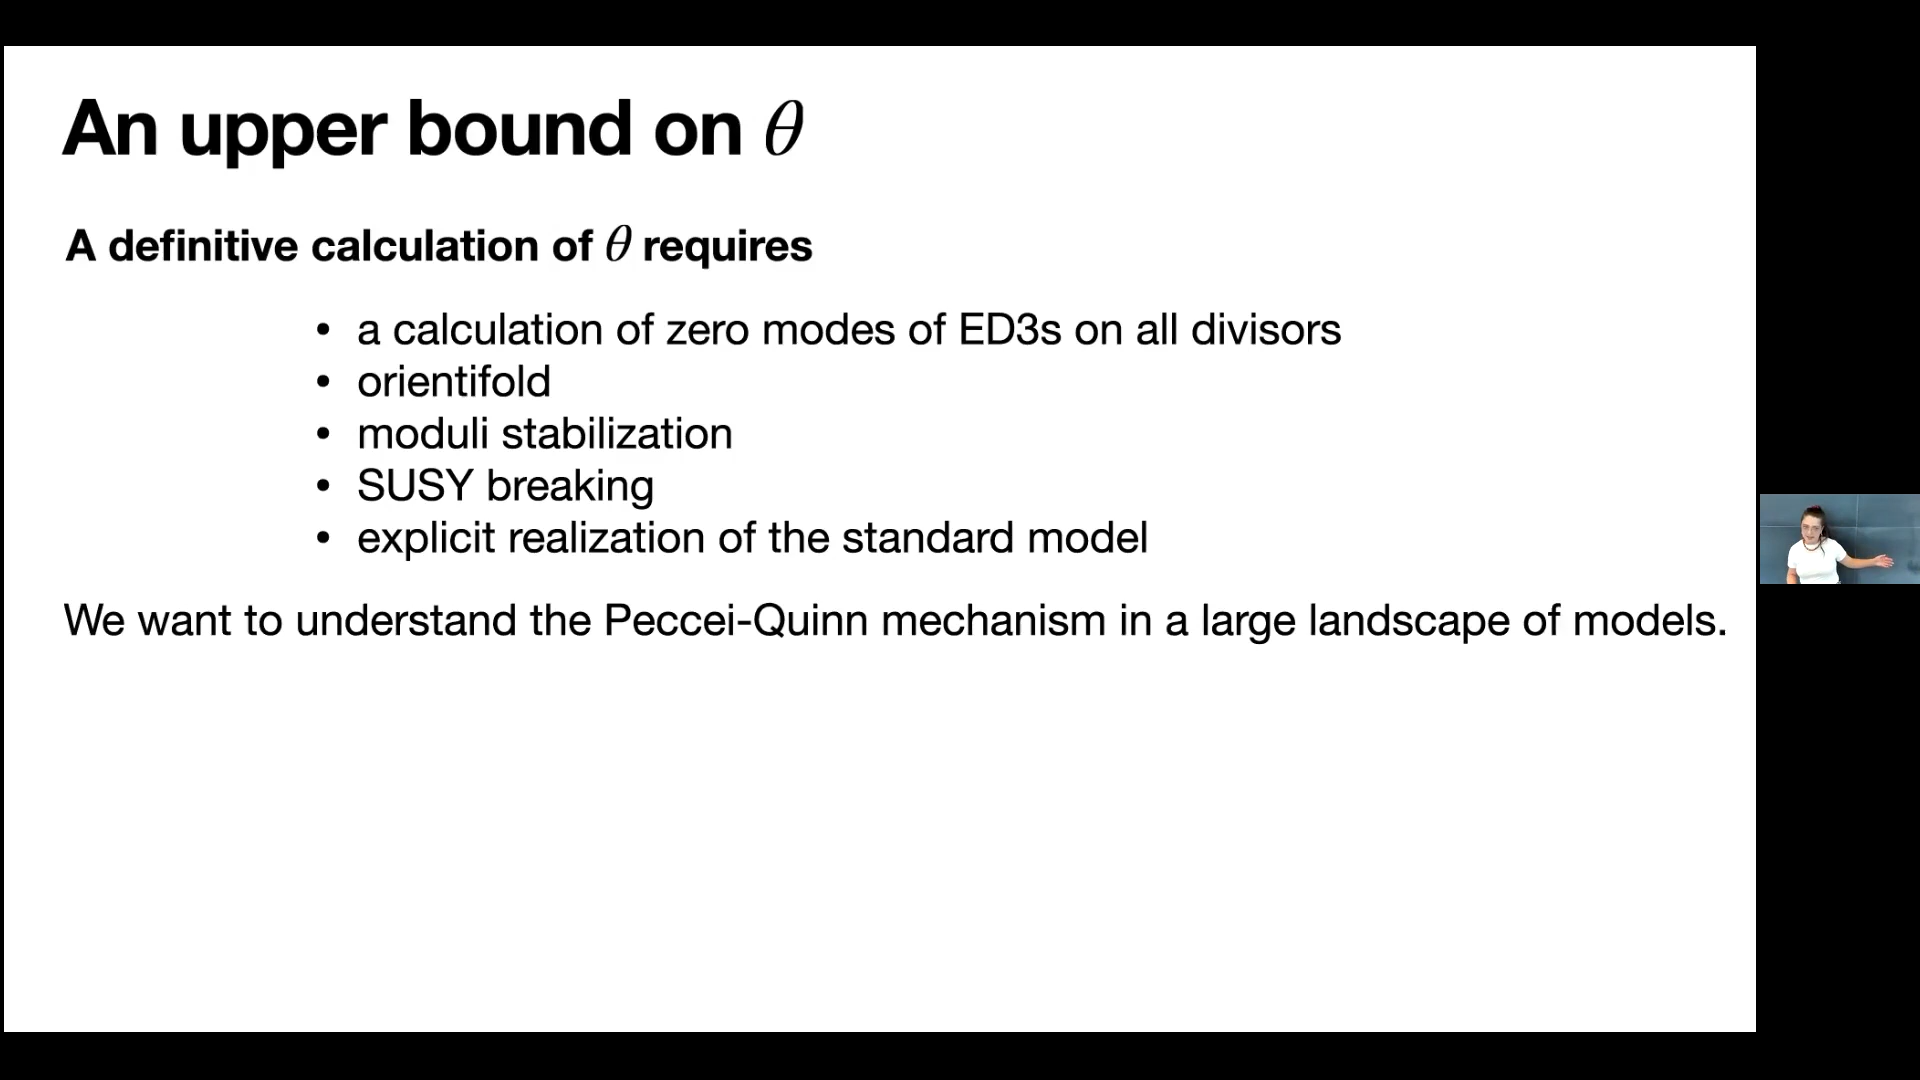 An upper bound on θ
A definitive calculation of θ requires
• a calculation of zero modes of ED3s on all divisors
• orientifold
• moduli stabilization
• SUSY breaking
• explicit realization of the standard model
We want to understand the Peccei-Quinn mechanism in a large landscape of models.